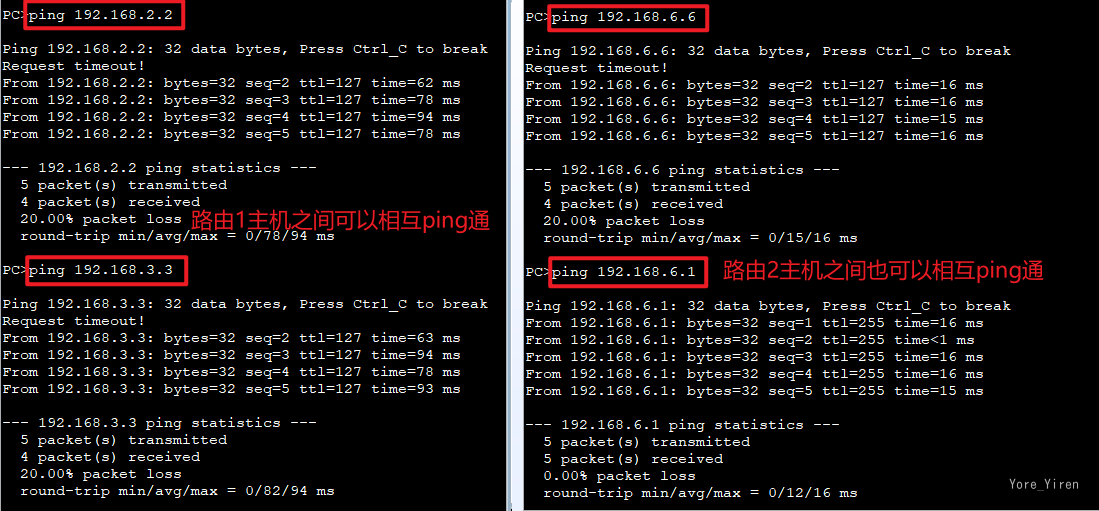 PC>ping 192.168.2.2
Ping 192.168.2.2: 32 data bytes, Press Ctrl_C to break
Request timeout!
From 192.168.2.2: bytes=32 seq=2 ttl=127 time=62 ms
From 192.168.2.2: bytes=32 seq=3 ttl=127 time=78 ms
From 192.168.2.2: bytes=32 seq=4 ttl=127 time=94 ms
From 192.168.2.2: bytes=32 seq=5 ttl=127 time=78 ms
--- 192.168.2.2 ping statistics ---
5 packet(s) transmitted
4 packet(s) received
20.00% packet loss
路由1主机之间可以相互ping通
round-trip min/avg/max = 0/78/94 ms
PC>ping 192.168.3.3
Ping 192.168.3.3: 32 data bytes, Press Ctrl_C to break
Request timeout!
From 192.168.3.3: bytes=32 seq=2 ttl=127 time=63 ms
From 192.168.3.3: bytes=32 seq=3 ttl=127 time=94 ms
From 192.168.3.3: bytes=32 seq=4 ttl=127 time=78 ms
From 192.168.3.3: bytes=32 seq=5 ttl=127 time=93 ms
--- 192.168.3.3 ping statistics ---
5 packet(s) transmitted
4 packet(s) received
20.00% packet loss
round-trip min/avg/max = 0/82/94 ms
PC>ping 192.168.6.6
Ping 192.168.6.6: 32 data bytes, Press Ctrl_C to break
Request timeout!
From 192.168.6.6: bytes=32 seq=2 ttl=127 time=16 ms
From 192.168.6.6: bytes=32 seq=3 ttl=127 time=16 ms
From 192.168.6.6: bytes=32 seq=4 ttl=127 time=15 ms
From 192.168.6.6: bytes=32 seq=5 ttl=127 time=16 ms
--- 192.168.6.6 ping statistics ---
5 packet(s) transmitted
4 packet(s) received
20.00% packet loss
round-trip min/avg/max = 0/15/16 ms
PC>ping 192.168.6.1
路由2主机之间也可以相互ping通
Ping 192.168.6.1: 32 data bytes, Press Ctrl_C to break
From 192.168.6.1: bytes=32 seq=1 ttl=255 time=16 ms
From 192.168.6.1: bytes=32 seq=2 ttl=255 time<1 ms
From 192.168.6.1: bytes=32 seq=3 ttl=255 time=16 ms
From 192.168.6.1: bytes=32 seq=4 ttl=255 time=16 ms
From 192.168.6.1: bytes=32 seq=5 ttl=255 time=15 ms
--- 192.168.6.1 ping statistics ---
5 packet(s) transmitted
5 packet(s) received
0.00% packet loss
round-trip min/avg/max = 0/12/16 ms
Yore_Yiren